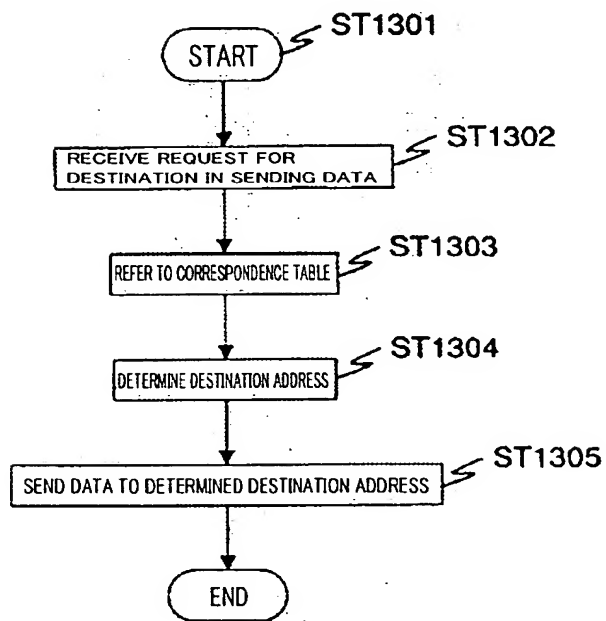 ST1301
START
ST1302
RECEIVE REQUEST FOR
DESTINATION IN SENDING DATA
ST1303
REFER TO CORRESPONDENCE TABLE
ST1304
DETERMINE DESTINATION ADDRESS
ST1305
SEND DATA TO DETERMINED DESTINATION ADDRESS
END